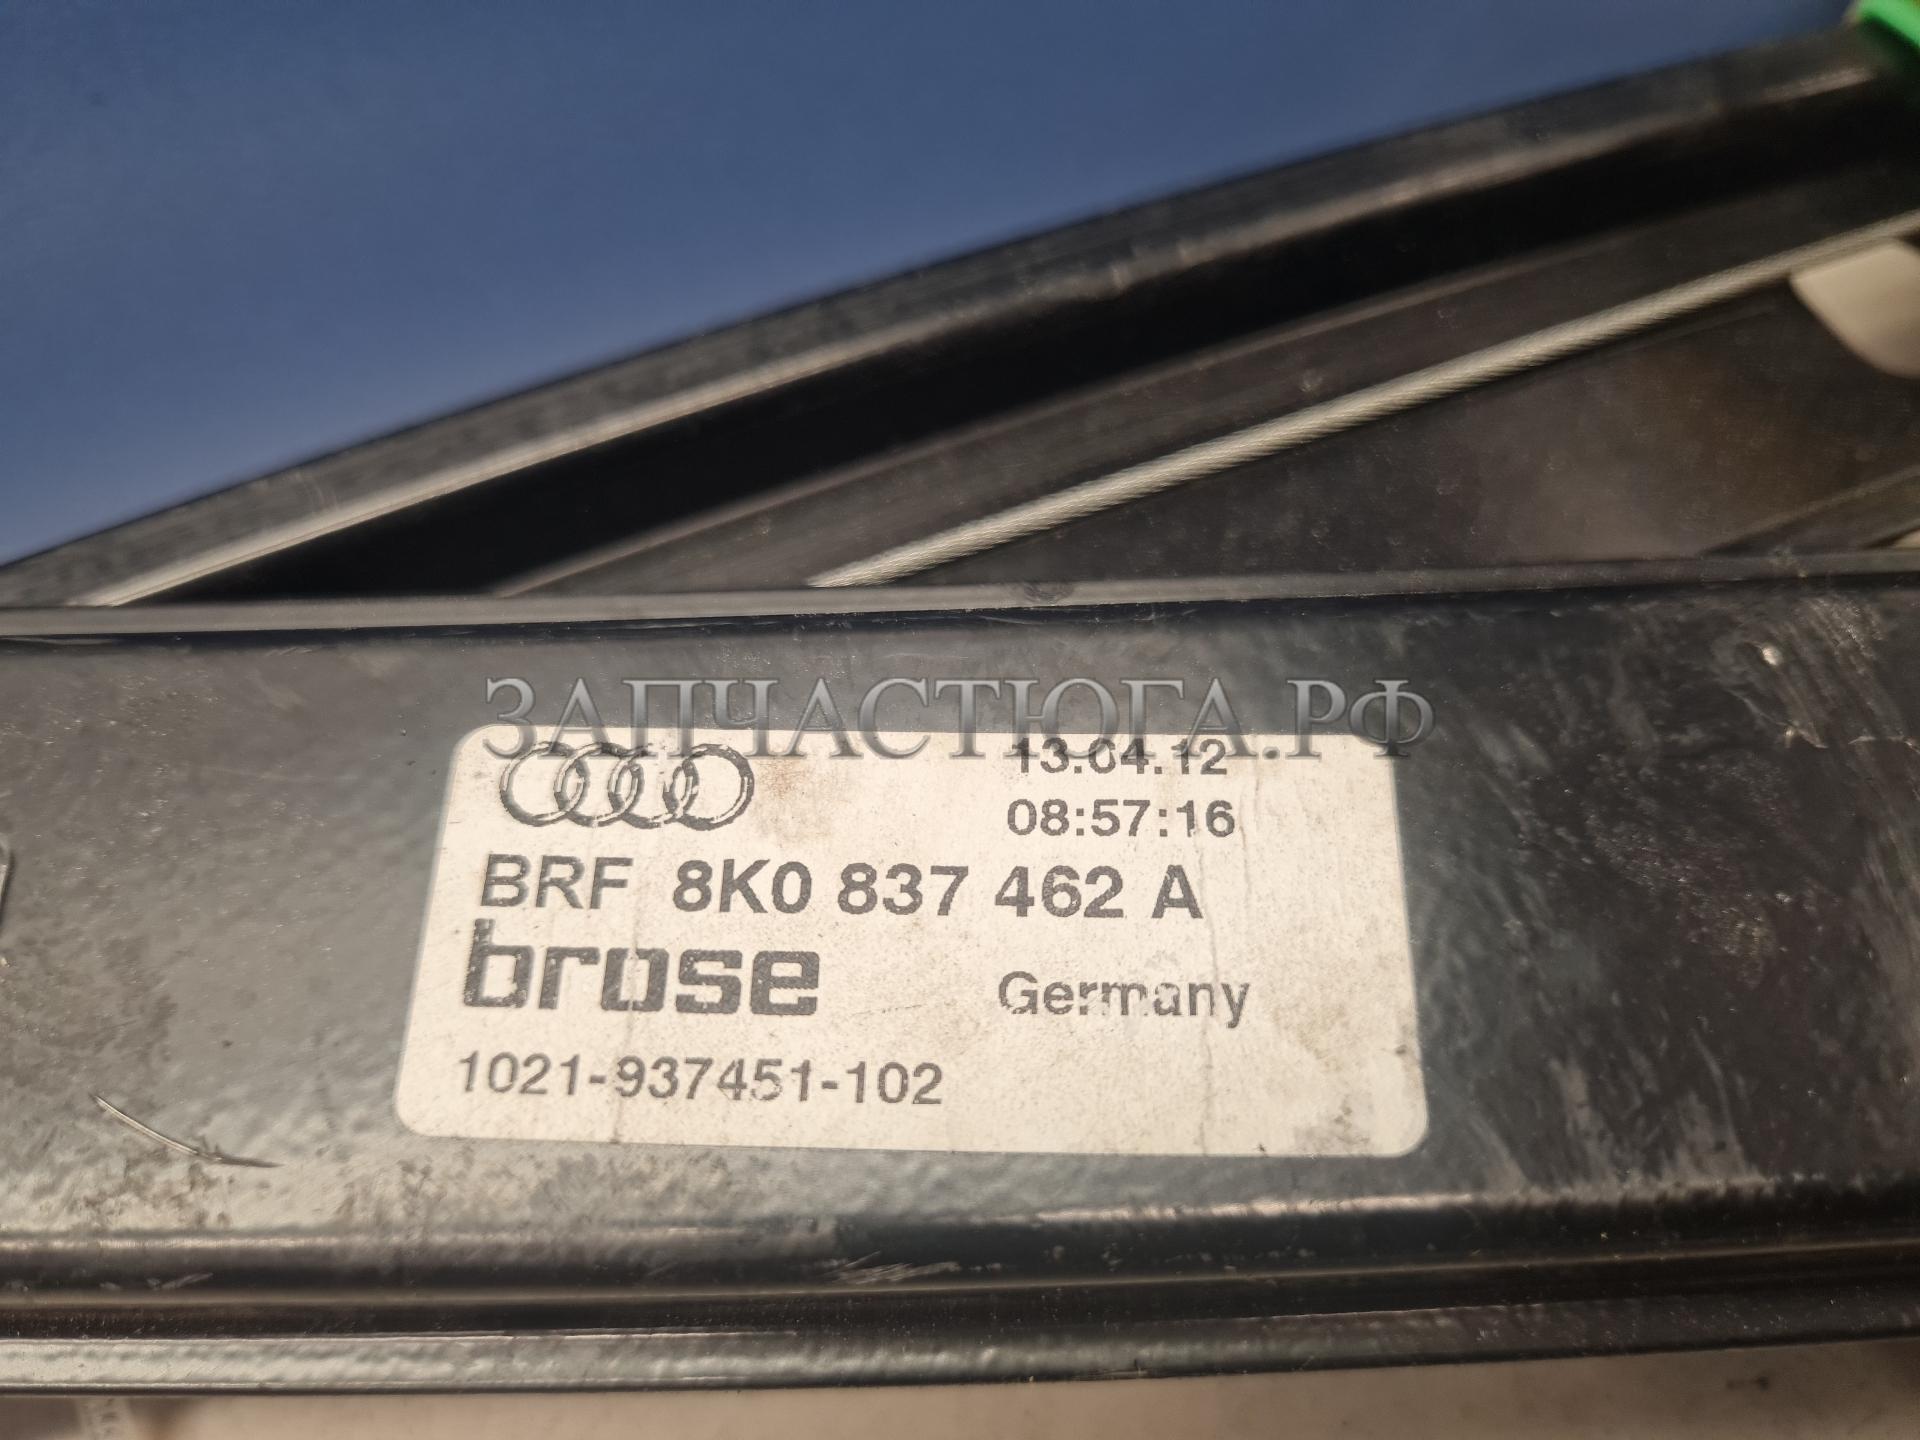 ЗАПЧАСТЮГА.РФ
13.04.12
08:57:16
BRF 8K0 837 462 A
brose Germany
1021-937451-102